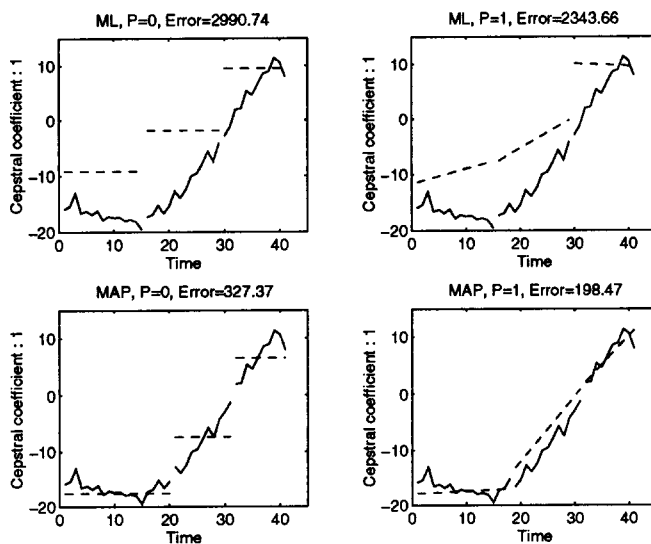 ML, P=0, Error=2990.74
Cepstral coefficient : 1
10
0
−10
−20
0 10 20 30 40
Time
ML, P=1, Error=2343.66
Cepstral coefficient : 1
10
0
−10
−20
0 10 20 30 40
Time
MAP, P=0, Error=327.37
Cepstral coefficient : 1
10
0
−10
−20
0 10 20 30 40
Time
MAP, P=1, Error=198.47
Cepstral coefficient : 1
10
0
−10
−20
0 10 20 30 40
Time